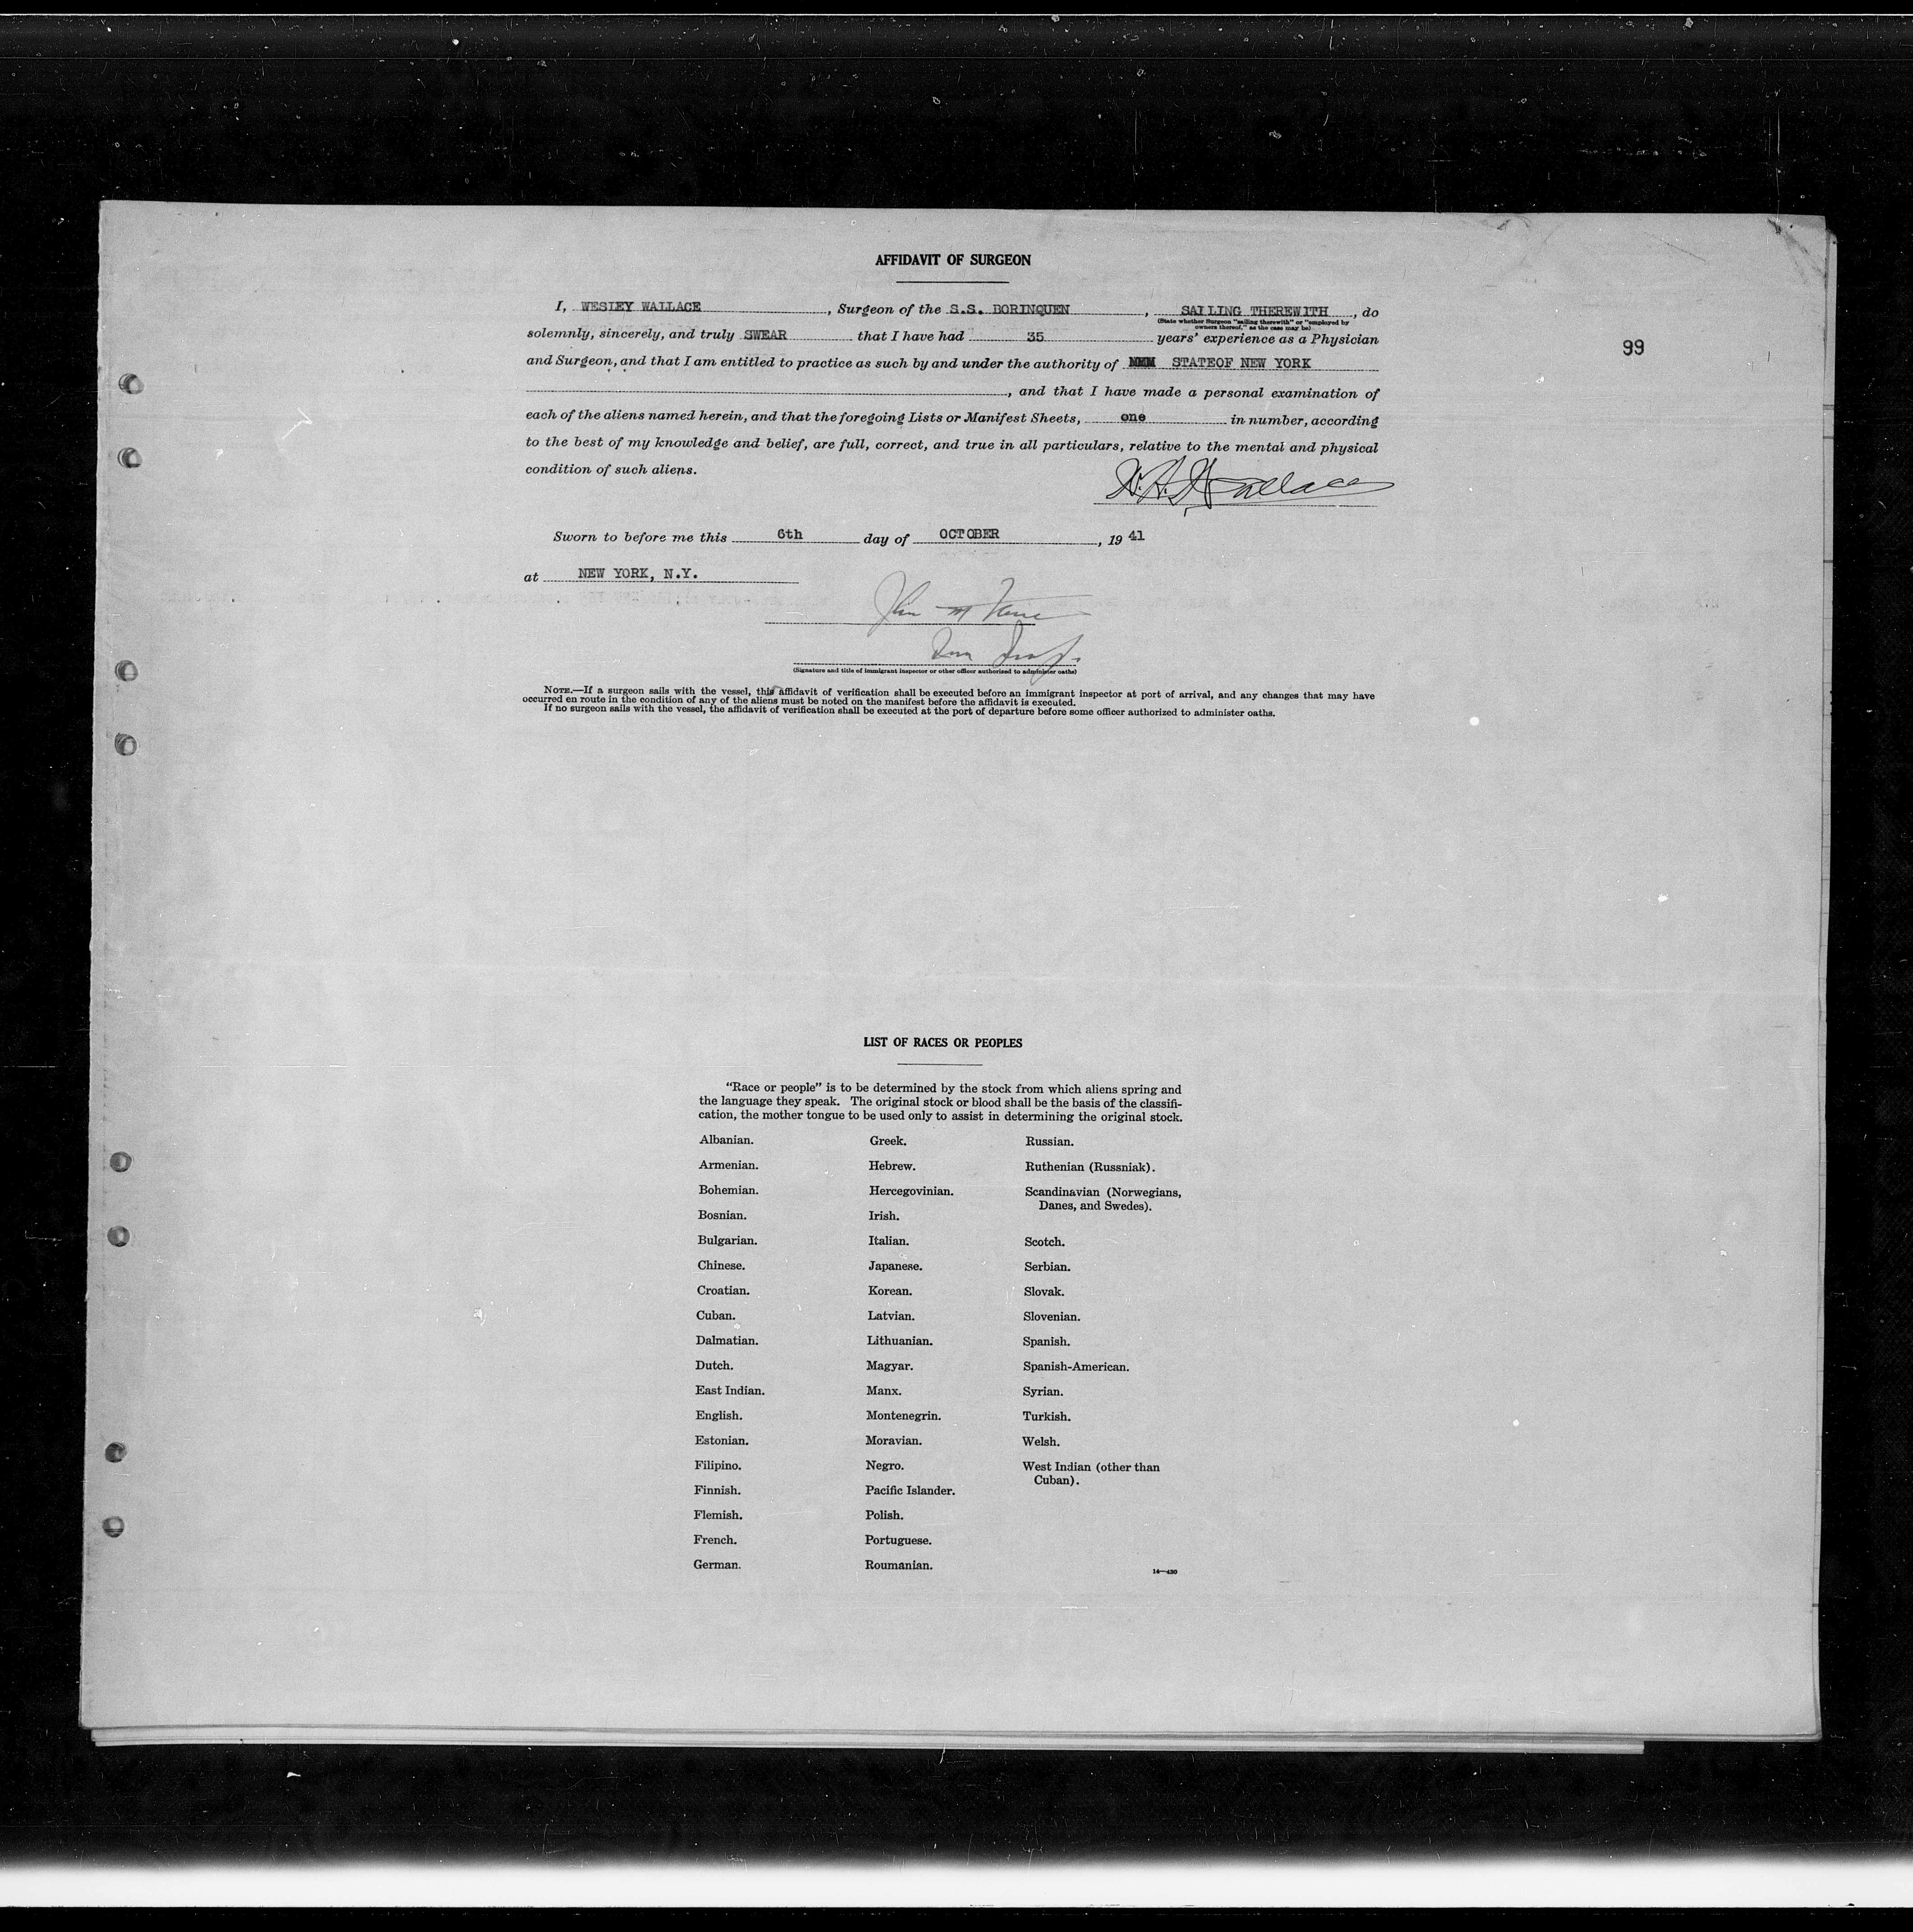 AFFIDAVIT OF SURGEON
I, WESLEY WALLACE, Surgeon of the S.S. BORINQUEN, SAILING THEREWITH, do
(State whether Surgeon "sailing therewith" or "employed by
owners thereof," as the case may be)
solemnly, sincerely, and truly SWEAR that I have had 35 years' experience as a Physician
99
and Surgeon, and that I am entitled to practice as such by and under the authority of STATEOF NEW YORK
, and that I have made a personal examination of
each of the aliens named herein, and that the foregoing Lists or Manifest Sheets, one in number, according
to the best of my knowledge and belief, are full, correct, and true in all particulars, relative to the mental and physical
condition of such aliens.
Wallace
Sworn to before me this 6th day of OCTOBER, 19 41
at NEW YORK, N.Y.
(Signature and title of immigrant inspector or other officer authorized to administer oaths)
NOTE.—If a surgeon sails with the vessel, this affidavit of verification shall be executed before an immigrant inspector at port of arrival, and any changes that may have
occurred en route in the condition of any of the aliens must be noted on the manifest before the affidavit is executed.
If no surgeon sails with the vessel, the affidavit of verification shall be executed at the port of departure before some officer authorized to administer oaths.
LIST OF RACES OR PEOPLES
"Race or people" is to be determined by the stock from which aliens spring and
the language they speak. The original stock or blood shall be the basis of the classifi-
cation, the mother tongue to be used only to assist in determining the original stock.
Albanian.
Armenian.
Bohemian.
Bosnian.
Bulgarian.
Chinese.
Croatian.
Cuban.
Dalmatian.
Dutch.
East Indian.
English.
Estonian.
Filipino.
Finnish.
Flemish.
French.
German.
Greek.
Hebrew.
Hercegovinian.
Irish.
Italian.
Japanese.
Korean.
Latvian.
Lithuanian.
Magyar.
Manx.
Montenegrin.
Moravian.
Negro.
Pacific Islander.
Polish.
Portuguese.
Roumanian.
Russian.
Ruthenian (Russniak).
Scandinavian (Norwegians,
Danes, and Swedes).
Scotch.
Serbian.
Slovak.
Slovenian.
Spanish.
Spanish-American.
Syrian.
Turkish.
Welsh.
West Indian (other than
Cuban).
14—430